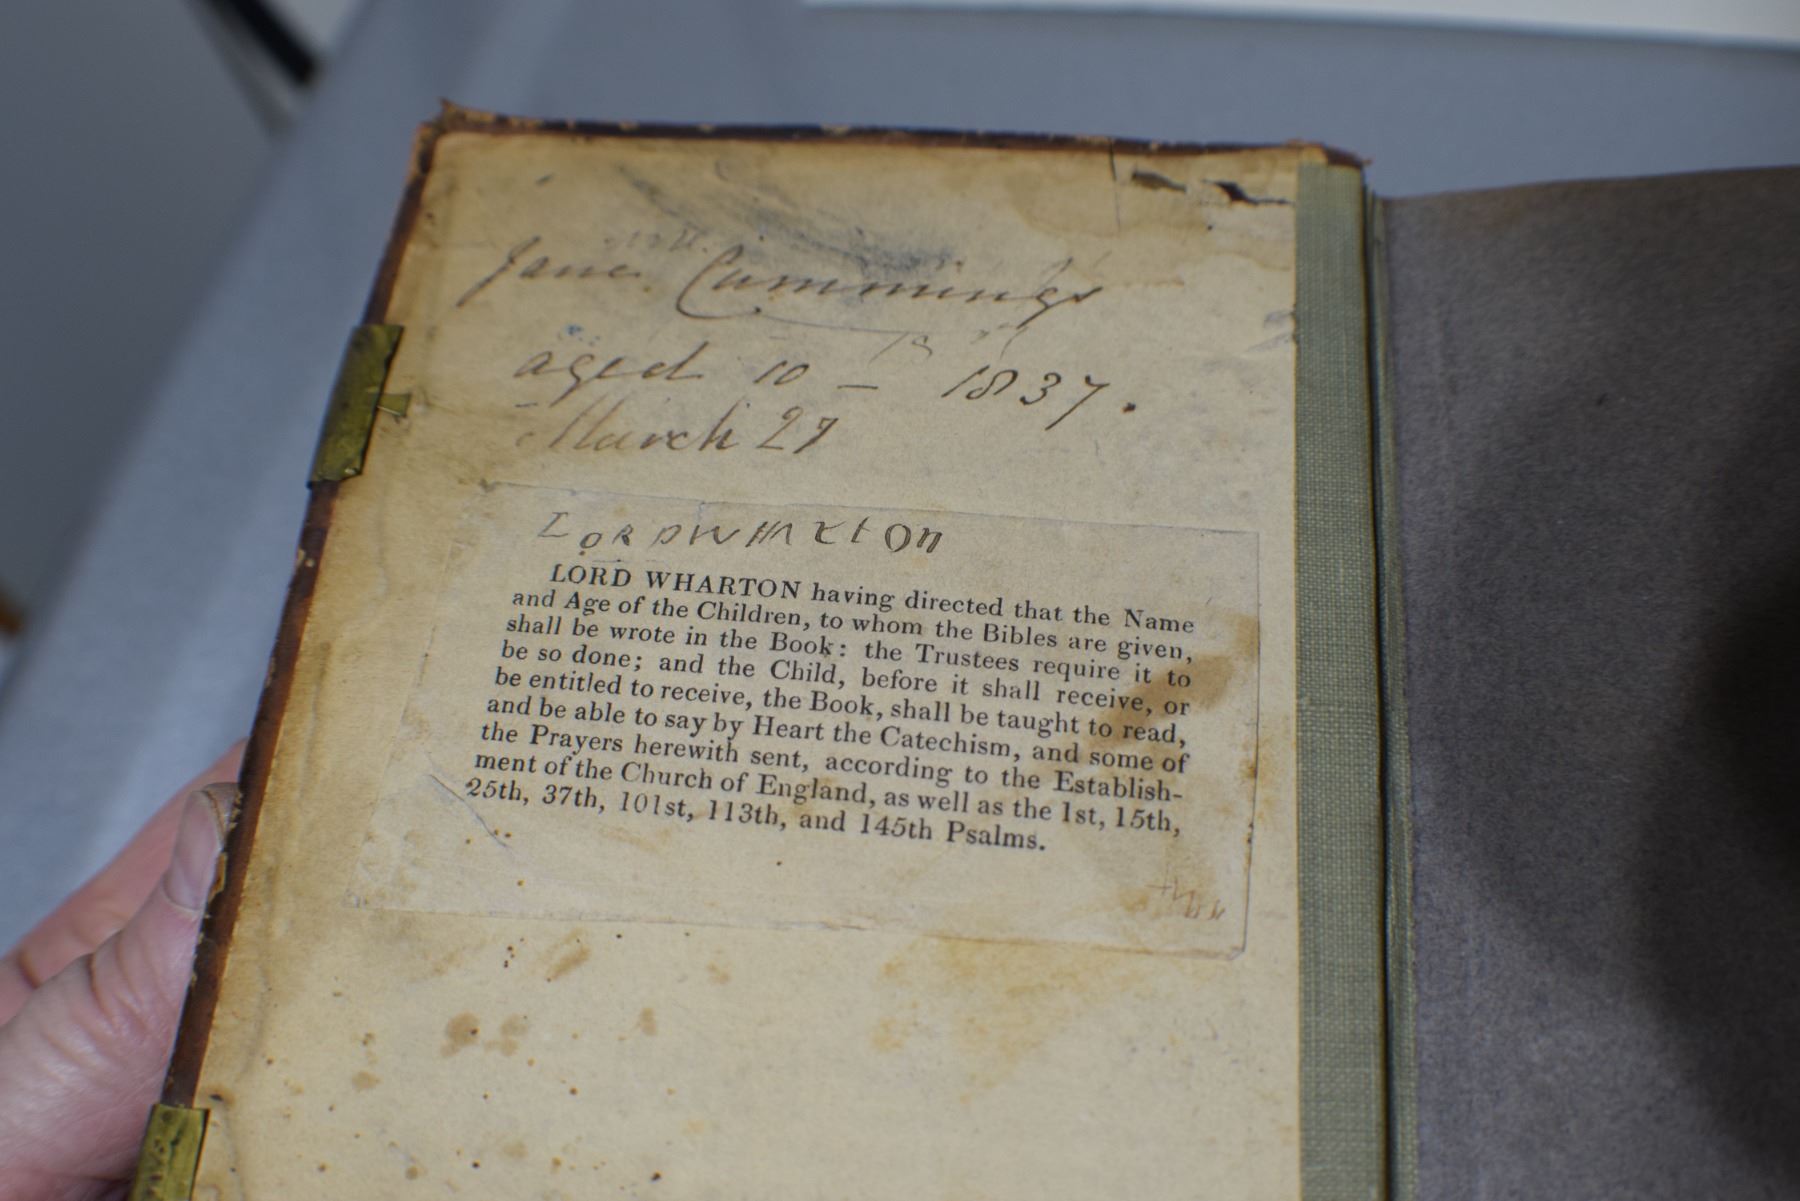 Jane Cummings
aged 10 – 1837.
March 27
LORDWHARTON
LORD WHARTON having directed that the Name
and Age of the Children, to whom the Bibles are given,
shall be wrote in the Book: the Trustees require it to
be so done; and the Child, before it shall receive, or
be entitled to receive, the Book, shall be taught to read,
and be able to say by Heart the Catechism, and some of
the Prayers herewith sent, according to the Establish-
ment of the Church of England, as well as the 1st, 15th,
25th, 37th, 101st, 113th, and 145th Psalms.